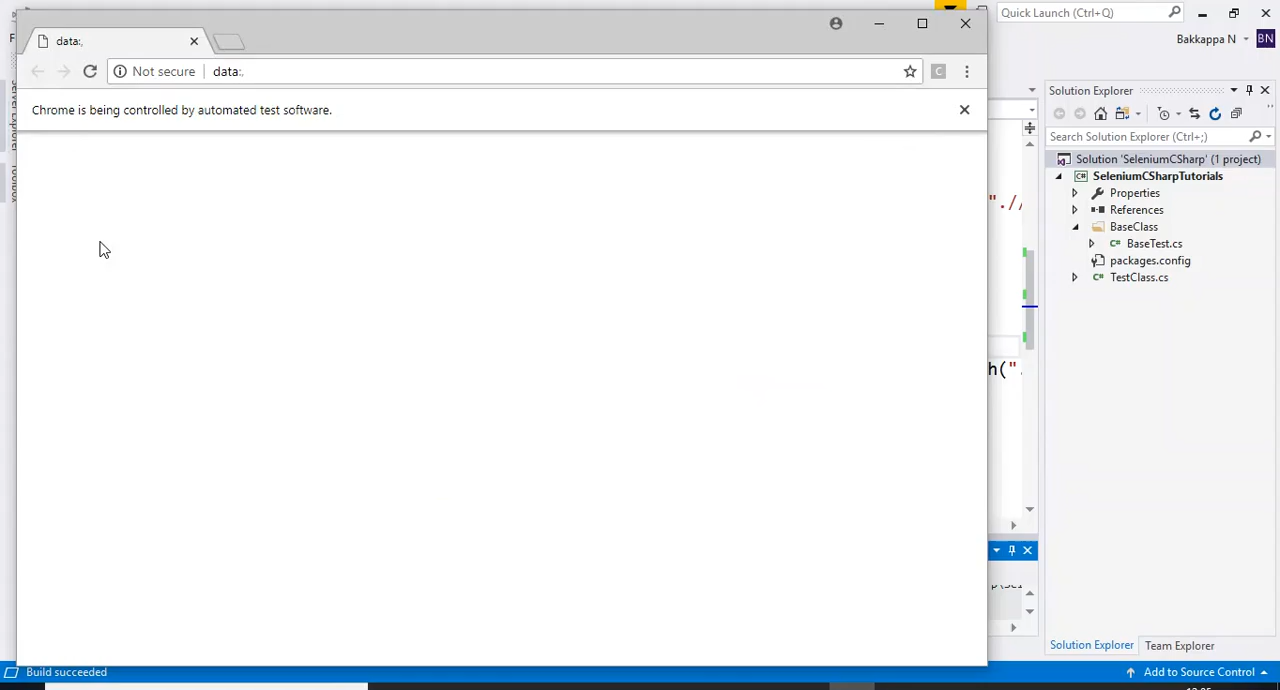 Quick Launch (Ctrl+Q)
data:,
Bakkappa N
BN
Not secure
data:,
C
Chrome is being controlled by automated test software.
Solution Explorer
Search Solution Explorer (Ctrl+;)
Solution 'SeleniumCSharp' (1 project)
C# SeleniumCSharpTutorials
Properties
References
BaseClass
C# BaseTest.cs
packages.config
C# TestClass.cs
".//
h(".
Toolbox
Solution Explorer
Team Explorer
Build succeeded
Add to Source Control